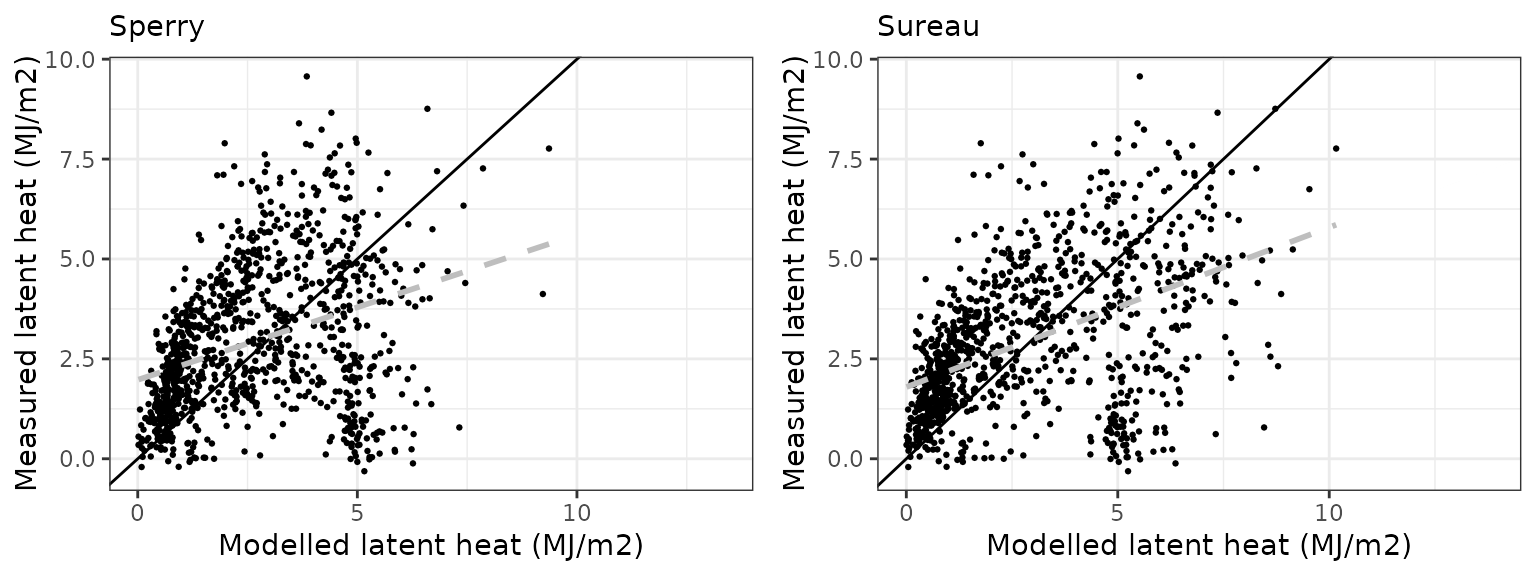 Sperry
Measured latent heat (MJ/m2)
10.0
7.5
5.0
2.5
0.0
0
5
10
Modelled latent heat (MJ/m2)
Sureau
Measured latent heat (MJ/m2)
10.0
7.5
5.0
2.5
0.0
0
5
10
Modelled latent heat (MJ/m2)